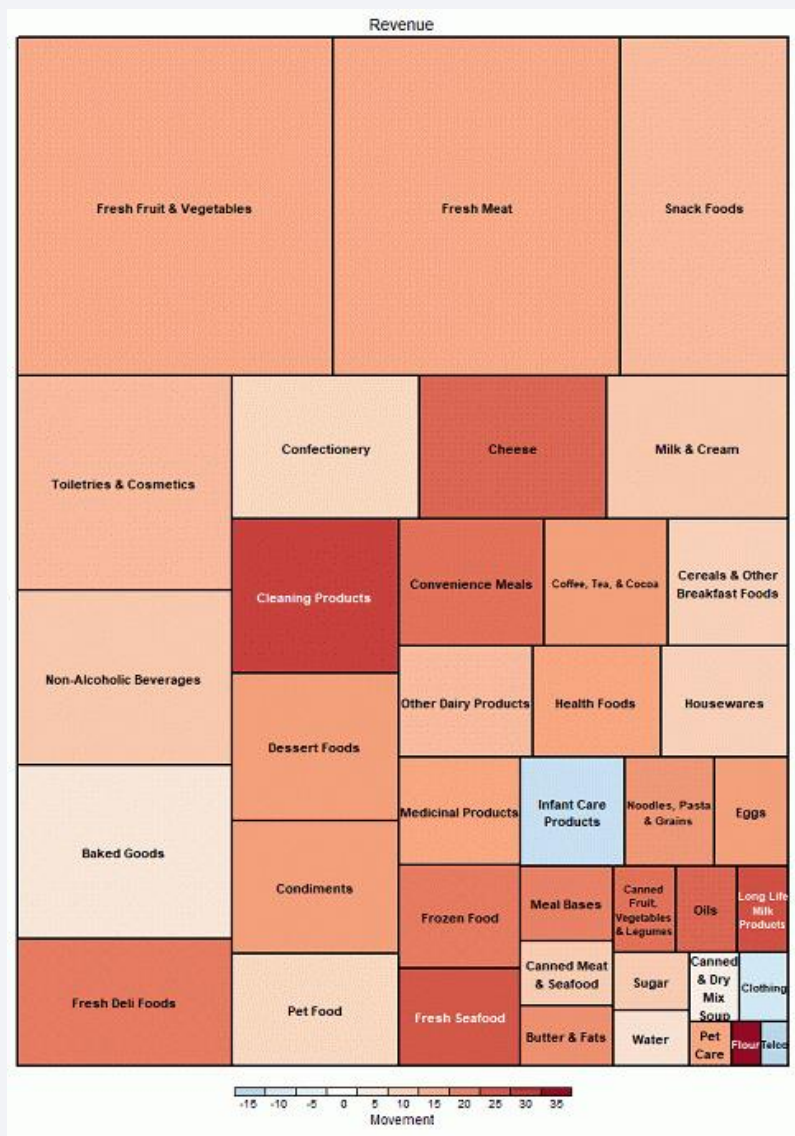 Revenue
Fresh Fruit & Vegetables
Fresh Meat
Snack Foods
Toiletries & Cosmetics
Confectionery
Cheese
Milk & Cream
Cleaning Products
Convenience Meals
Coffee, Tea, & Cocoa
Cereals & Other
Breakfast Foods
Non-Alcoholic Beverages
Other Dairy Products
Health Foods
Housewares
Dessert Foods
Medicinal Products
Infant Care
Products
Noodles, Pasta
& Grains
Eggs
Baked Goods
Condiments
Frozen Food
Meal Bases
Canned
Fruit,
Vegetables
& Legumes
Oils
Long Life
Milk
Products
Fresh Deli Foods
Pet Food
Fresh Seafood
Canned Meat
& Seafood
Sugar
Canned
& Dry
Mix
Soup
Clothing
Butter & Fats
Water
Pet
Care
Flour
Telco
-15 -10 -5 0 5 10 15 20 25 30 35
Movement